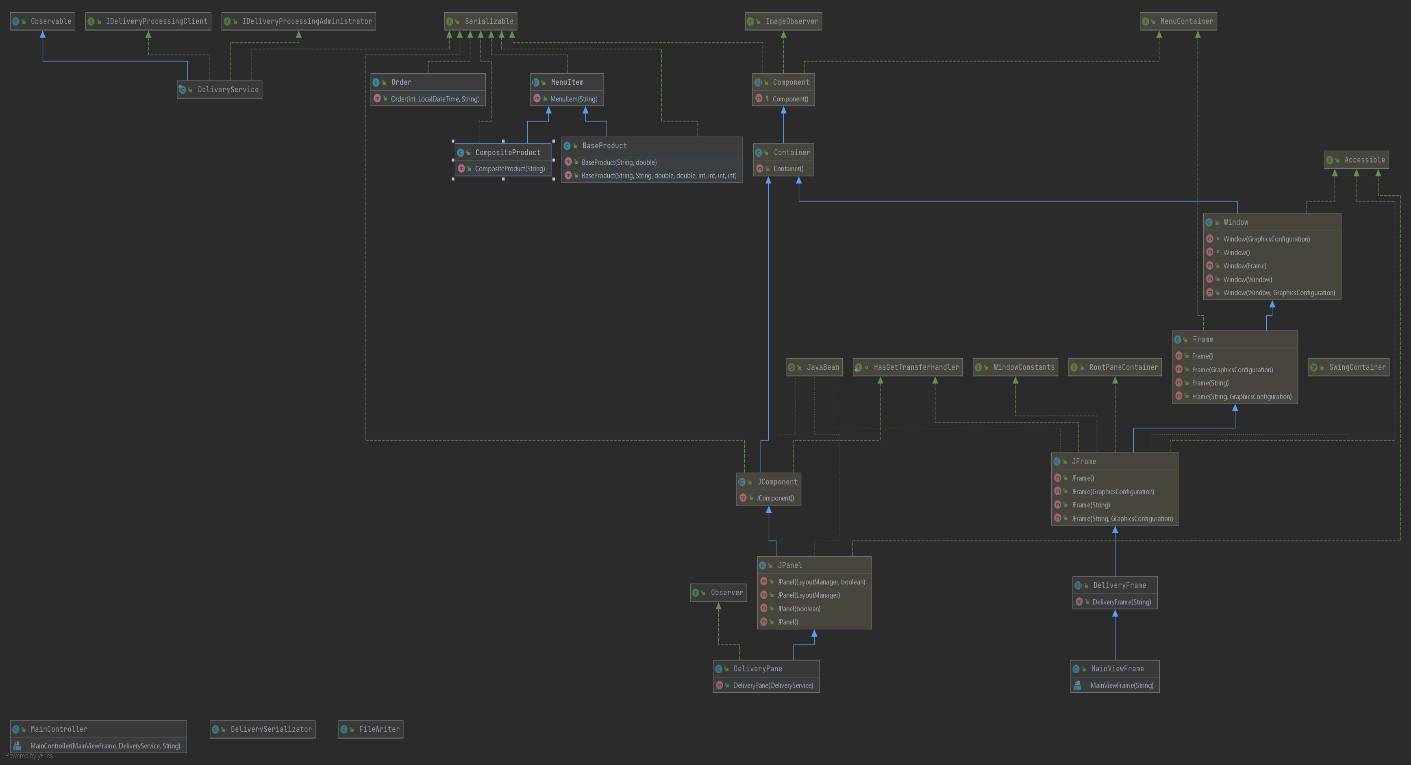 Observable
IDeliveryProcessingClient
IDeliveryProcessingAdministrator
Serializable
ImageObserver
MenuContainer
DeliveryService
Order
Order(int, LocalDateTime, String)
MenuItem
MenuItem(String)
Component
Component()
CompositeProduct
CompositeProduct(String)
BaseProduct
BaseProduct(String, double)
BaseProduct(String, String, double, double, int, int, int, int)
Container
Container()
Accessible
Window
Window(GraphicsConfiguration)
Window()
Window(Frame)
Window(Window)
Window(Window, GraphicsConfiguration)
Frame
Frame()
Frame(GraphicsConfiguration)
Frame(String)
Frame(String, GraphicsConfiguration)
JavaBean
HasGetTransferHandler
WindowConstants
RootPaneContainer
SwingContainer
JComponent
JComponent()
JFrame
JFrame()
JFrame(GraphicsConfiguration)
JFrame(String)
JFrame(String, GraphicsConfiguration)
JPanel
JPanel(LayoutManager, boolean)
JPanel(LayoutManager)
JPanel(boolean)
JPanel()
Observer
DeliveryFrame
DeliveryFrame(String)
DeliveryPane
DeliveryPane(DeliveryService)
MainViewFrame
MainViewFrame(String)
MainController
MainController(MainViewFrame, DeliveryService, String)
DeliverySerializator
FileWriter
Powered by yFiles